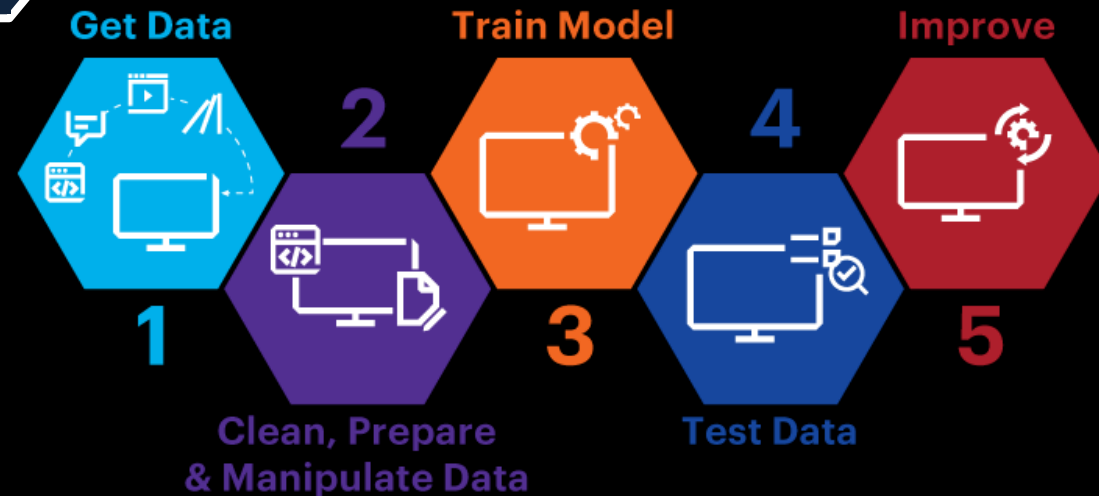 Get Data
1
2
Clean, Prepare
& Manipulate Data
Train Model
3
4
Test Data
Improve
5
</>
</>